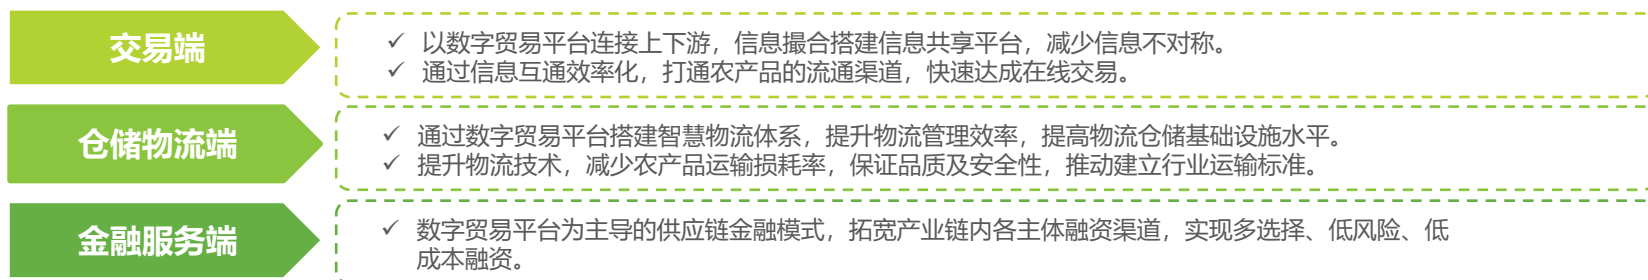 交易端
✓ 以数字贸易平台连接上下游，信息撮合搭建信息共享平台，减少信息不对称。
✓ 通过信息互通效率化，打通农产品的流通渠道，快速达成在线交易。
仓储物流端
✓ 通过数字贸易平台搭建智慧物流体系，提升物流管理效率，提高物流仓储基础设施水平。
✓ 提升物流技术，减少农产品运输损耗率，保证品质及安全性，推动建立行业运输标准。
金融服务端
✓ 数字贸易平台为主导的供应链金融模式，拓宽产业链内各主体融资渠道，实现多选择、低风险、低
成本融资。